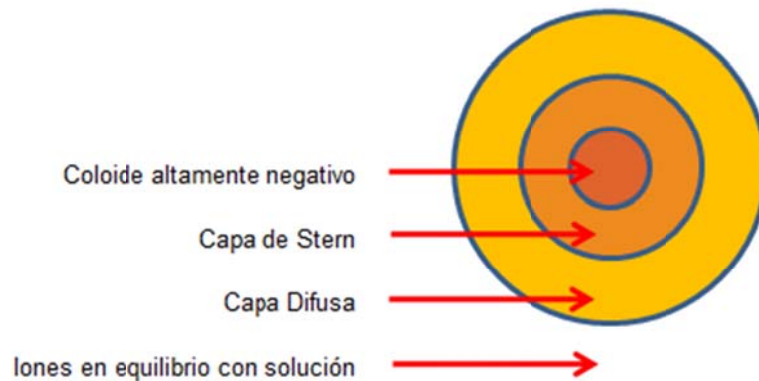 Coloide altamente negativo
Capa de Stern
Capa Difusa
Iones en equilibrio con solución